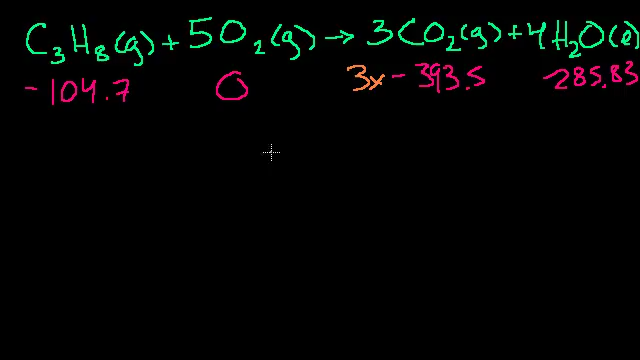 C₃H₈(g) + 5O₂(g) → 3CO₂(g) + 4H₂O(l)
-104.7 0 3x -393.5 -285.83